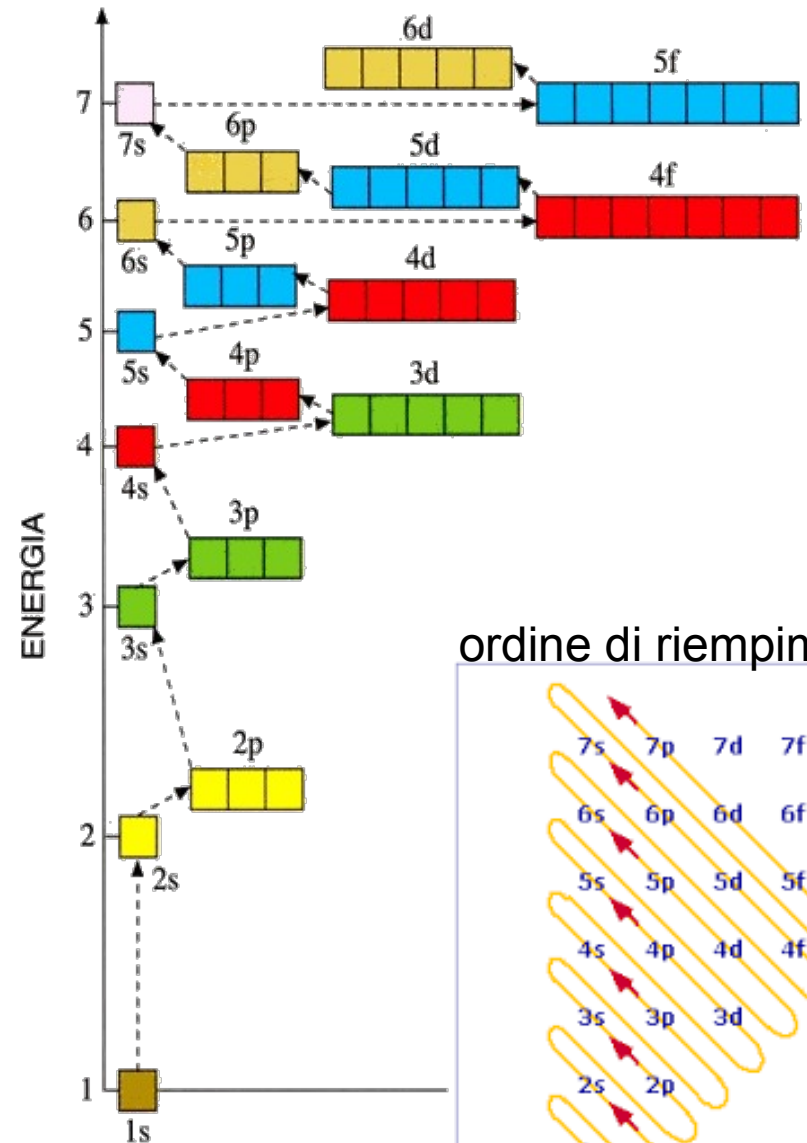 6d
5f
7
7s
6p
5d
4f
6
6s
5p
4d
5
5s
4p
3d
4
4s
3p
ENERGIA
3
3s
2p
2
2s
1
1s
ordine di riempin
7s 7p 7d 7f
6s 6p 6d 6f
5s 5p 5d 5f
4s 4p 4d 4f
3s 3p 3d
2s 2p